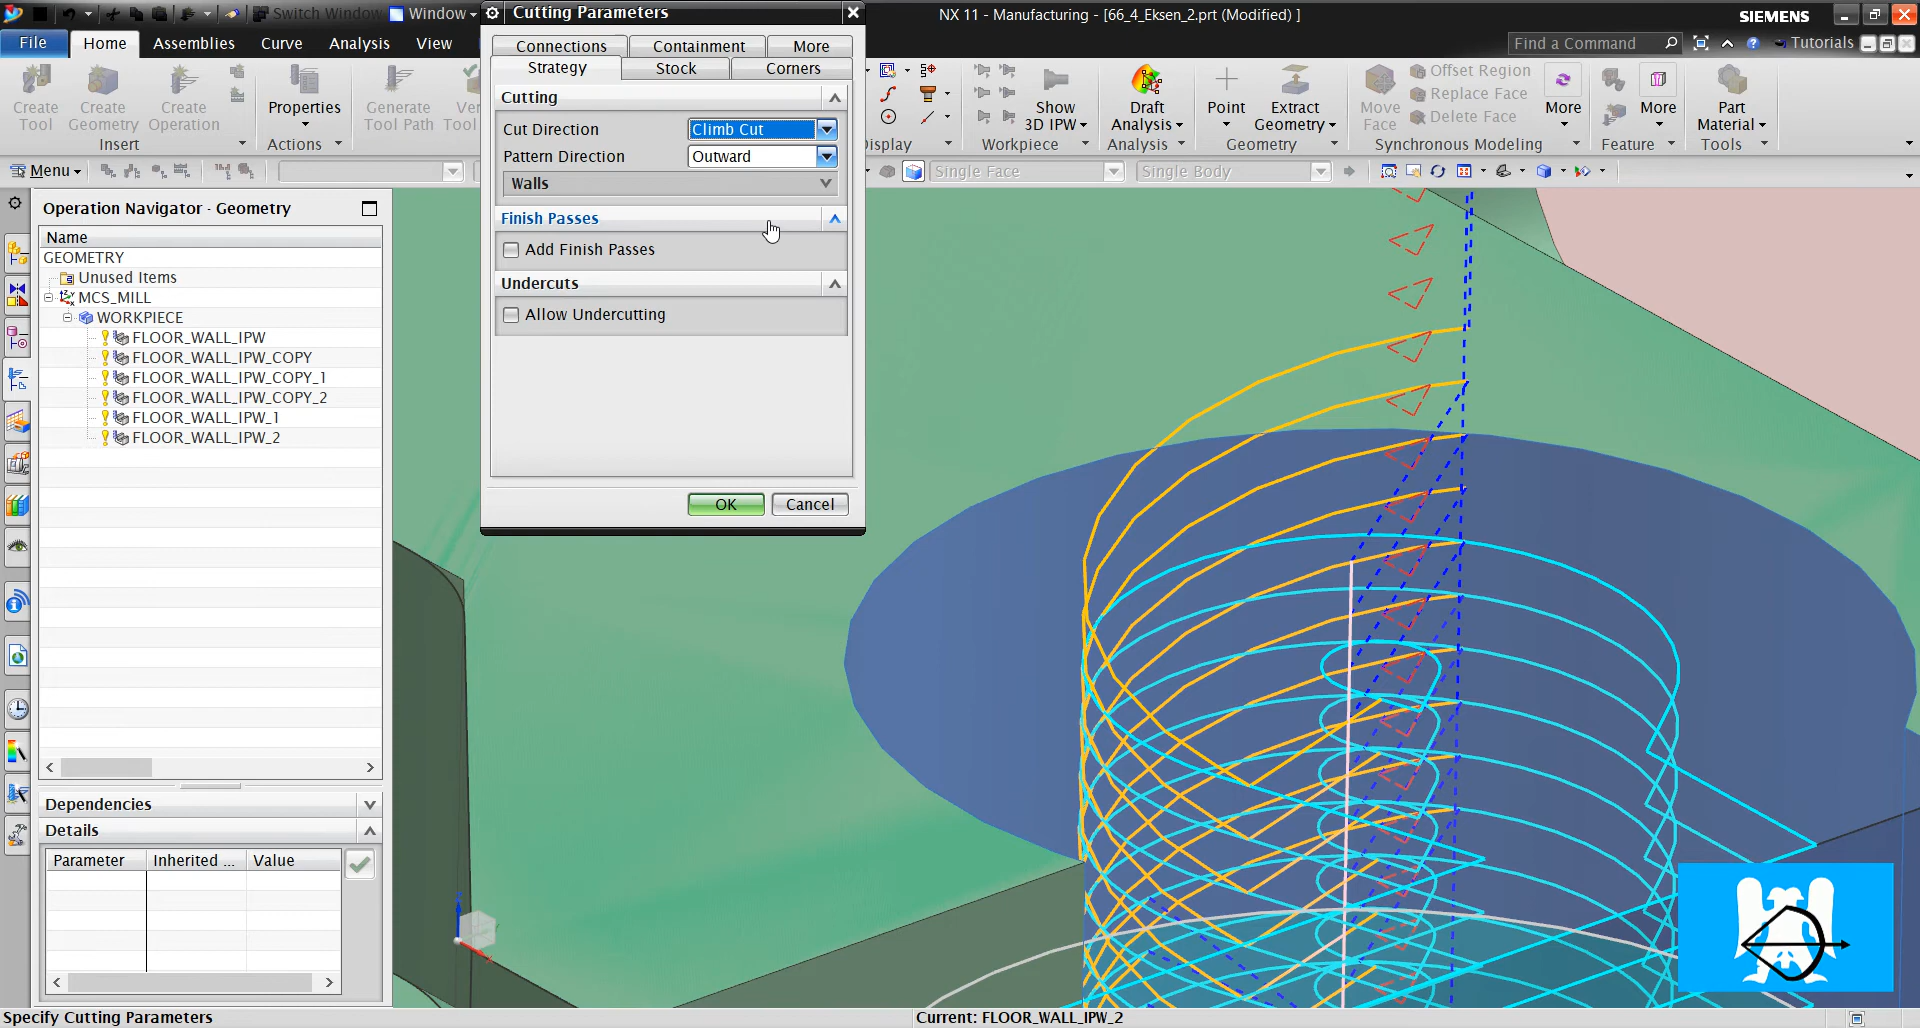 Switch Window
Window
Cutting Parameters
NX 11 - Manufacturing - [66_4_Eksen_2.prt (Modified) ]
SIEMENS
File
Home
Assemblies
Curve
Analysis
View
Find a Command
Tutorials
Connections
Containment
More
Strategy
Stock
Corners
Cutting
Cut Direction
Climb Cut
Pattern Direction
Outward
Walls
Finish Passes
Add Finish Passes
Undercuts
Allow Undercutting
OK
Cancel
Create Tool
Create Geometry
Create Operation
Insert
Properties
Actions
Generate Tool Path
Tool
Show 3D IPW
Workpiece
Draft Analysis
Analysis
Point
Extract Geometry
Geometry
Move Face
Offset Region
Replace Face
Delete Face
More
Synchronous Modeling
More
Feature
Part Material
Tools
Menu
Single Face
Single Body
Operation Navigator - Geometry
Name
GEOMETRY
Unused Items
MCS_MILL
WORKPIECE
FLOOR_WALL_IPW
FLOOR_WALL_IPW_COPY
FLOOR_WALL_IPW_COPY_1
FLOOR_WALL_IPW_COPY_2
FLOOR_WALL_IPW_1
FLOOR_WALL_IPW_2
Dependencies
Details
Parameter
Inherited ...
Value
Specify Cutting Parameters
Current: FLOOR_WALL_IPW_2